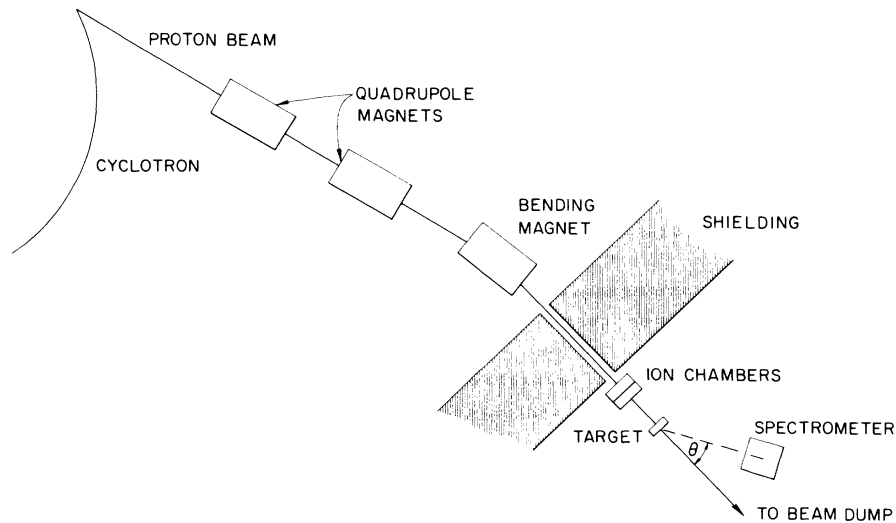 PROTON BEAM
QUADRUPOLE
MAGNETS
CYCLOTRON
BENDING
MAGNET
SHIELDING
ION CHAMBERS
TARGET
SPECTROMETER
θ
TO BEAM DUMP